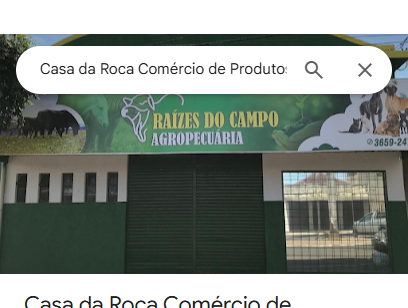 Casa da Roca Comércio de Produtos
RAÍZES DO CAMPO
AGROPECUÁRIA
3659-24
Casa da Roca Comércio de